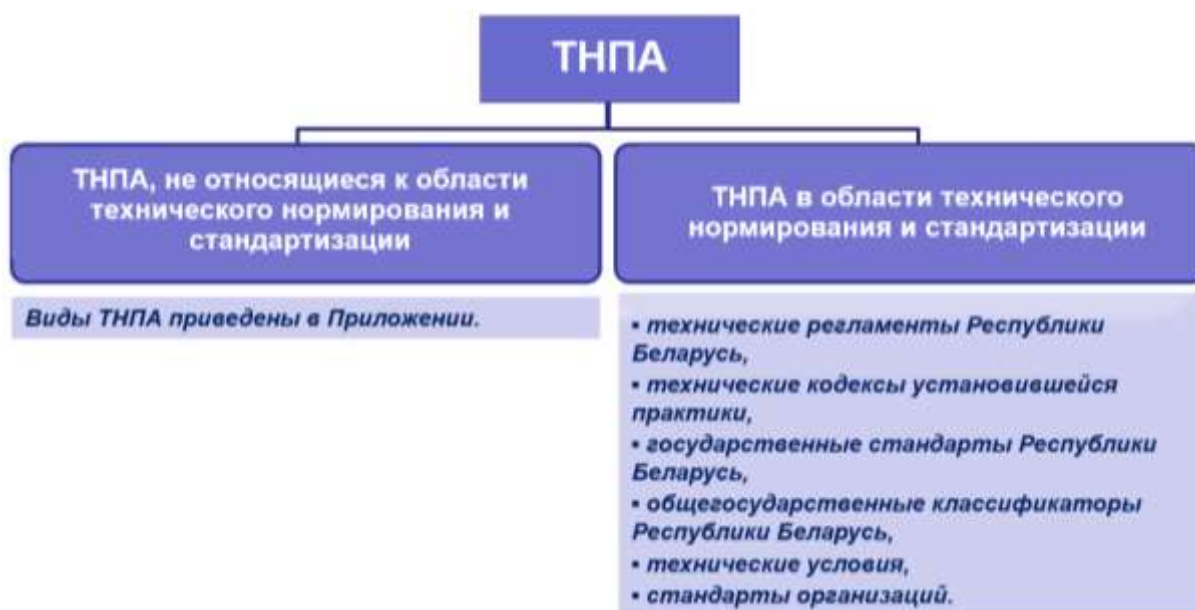 ТНПА
ТНПА, не относящиеся к области
технического нормирования и
стандартизации
ТНПА в области технического
нормирования и стандартизации
Виды ТНПА приведены в Приложении.
▪ технические регламенты Республики
Беларусь,
▪ технические кодексы установившейся
практики,
▪ государственные стандарты Республики
Беларусь,
▪ общегосударственные классификаторы
Республики Беларусь,
▪ технические условия,
▪ стандарты организаций.